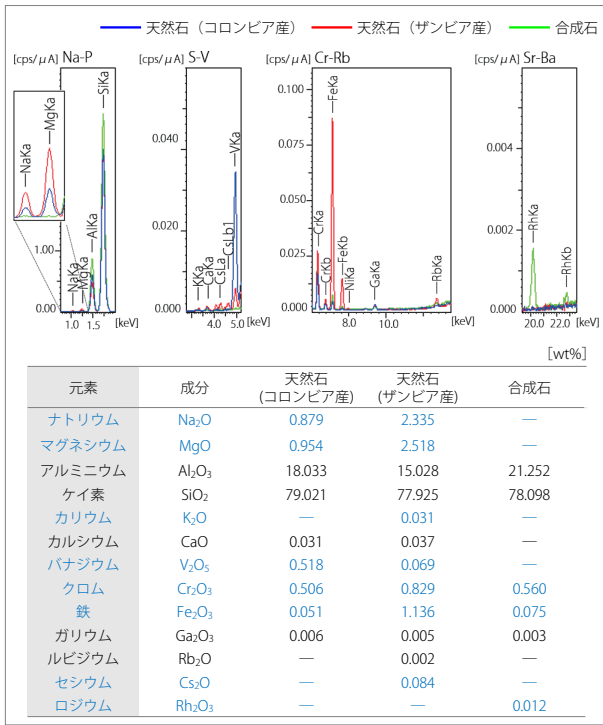 天然石（コロンビア産） 天然石（ザンビア産） 合成石
[cps/μA] Na-P
NaKa
MgKa
SiKa
AlKa
NaKa
MgKa
1.00
0.00
1.0 1.5 [keV]
[cps/μA] S-V
0.040
0.020
0.000
KKa
CaKa
CsLa
CsLb1
VKa
4.0 5.0
[keV]
[cps/μA] Cr-Rb
0.100
0.075
0.050
0.025
0.000
CrKa
CrKb
FeKa
FeKb
NiKa
GaKa
RbKa
8.0 10.0 [keV]
[cps/μA] Sr-Ba
0.006
0.004
0.002
0.000
RhKa
RhKb
20.0 22.0 [keV]
[wt%]
元素 成分 天然石 (コロンビア産) 天然石 (ザンビア産) 合成石
ナトリウム Na₂O 0.879 2.335 —
マグネシウム MgO 0.954 2.518 —
アルミニウム Al₂O₃ 18.033 15.028 21.252
ケイ素 SiO₂ 79.021 77.925 78.098
カリウム K₂O — 0.031 —
カルシウム CaO 0.031 0.037 —
バナジウム V₂O₅ 0.518 0.069 —
クロム Cr₂O₃ 0.506 0.829 0.560
鉄 Fe₂O₃ 0.051 1.136 0.075
ガリウム Ga₂O₃ 0.006 0.005 0.003
ルビジウム Rb₂O — 0.002 —
セシウム Cs₂O — 0.084 —
ロジウム Rh₂O₃ — — 0.012